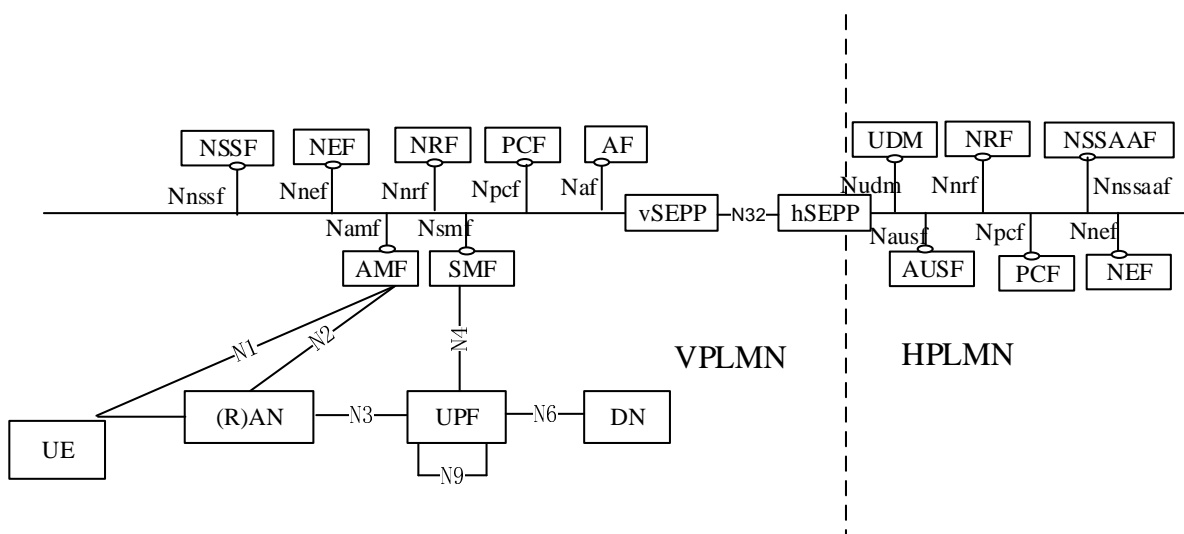 NSSF NEF NRF PCF AF UDM NRF NSSAAF
Nnssf Nnef Nnrf Npcf Naf Nudm Nnrf Nnssaaf
vSEPP N32 hSEPP
Namf Nsmf Nausf Npcf Nnef
AMF SMF AUSF PCF NEF
N1 N2 N4 VPLMN HPLMN
(R)AN N3 UPF N6 DN
UE
N9